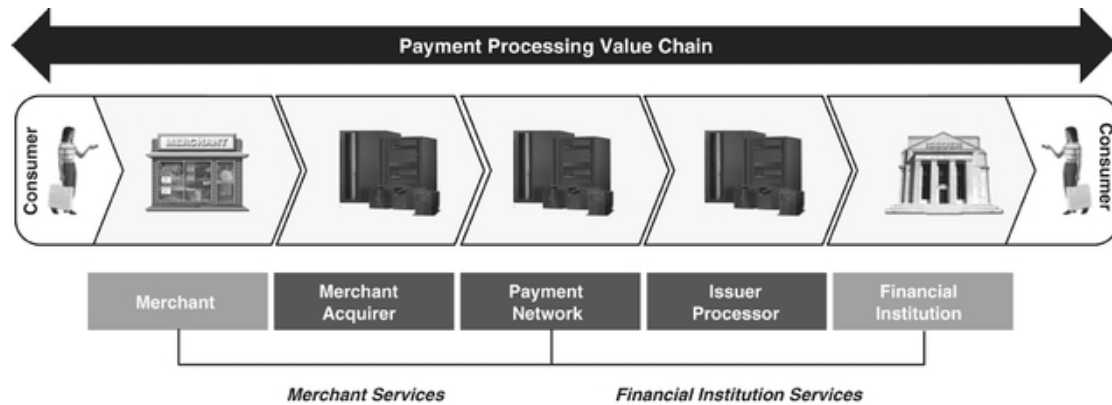 Payment Processing Value Chain
Consumer
MERCHANT
ISSUER
Consumer
Merchant
Merchant
Acquirer
Payment
Network
Issuer
Processor
Financial
Institution
Merchant Services
Financial Institution Services